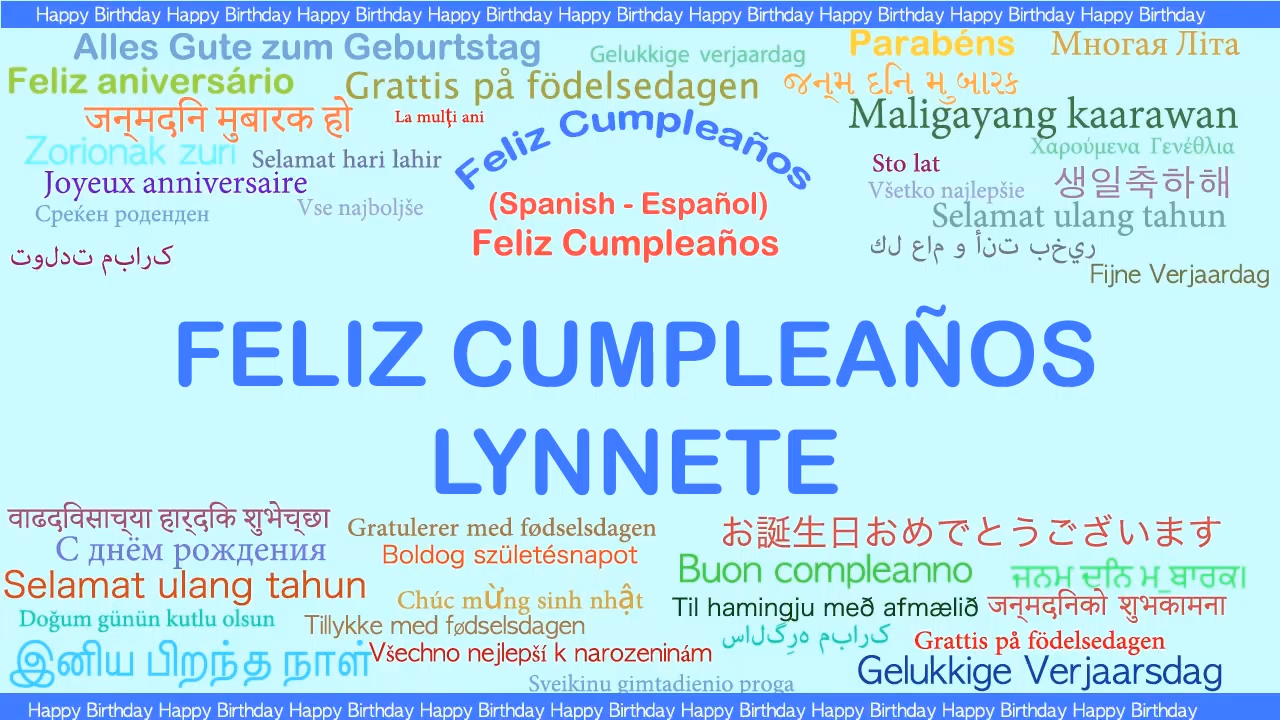 Happy Birthday Happy Birthday Happy Birthday Happy Birthday Happy Birthday Happy Birthday Happy Birthday Happy Birthday Happy Birthday
Alles Gute zum Geburtstag
Gelukkige verjaardag
Parabéns
Многая Літа
Feliz aniversário
Grattis på födelsedagen
જન્મ દિન મુબારક
जन्मदिन मुबारक हो
La mulţi ani
Feliz Cumpleaños
Maligayang kaarawan
Zorionak zuri
Selamat hari lahir
Χαρούμενα Γενέθλια
Sto lat
Joyeux anniversaire
(Spanish - Español)
Všetko najlepšie
생일축하해
Срeќен роденден
Vse najboljše
Selamat ulang tahun
Feliz Cumpleaños
تولدت مبارک
كل عام و أنت بخير
Fijne Verjaardag
FELIZ CUMPLEAÑOS
LYNNETE
वाढदिवसाच्या हार्दिक शुभेच्छा
Gratulerer med fødselsdagen
お誕生日おめでとうございます
С днём рождения
Boldog születésnapot
Buon compleanno
ਜਨਮ ਦਿਨ ਮੁਬਾਰਕ।
Selamat ulang tahun
Chúc mừng sinh nhật
Til hamingju með afmælið
जन्मदिनको शुभकामना
Doğum günün kutlu olsun
Tillykke med fødselsdagen
سالگرہ مبارک
Grattis på födelsedagen
இனிய பிறந்த நாள்
Všechno nejlepší k narozeninám
Gelukkige Verjaarsdag
Sveikinu gimtadienio proga
Happy Birthday Happy Birthday Happy Birthday Happy Birthday Happy Birthday Happy Birthday Happy Birthday Happy Birthday Happy Birthday